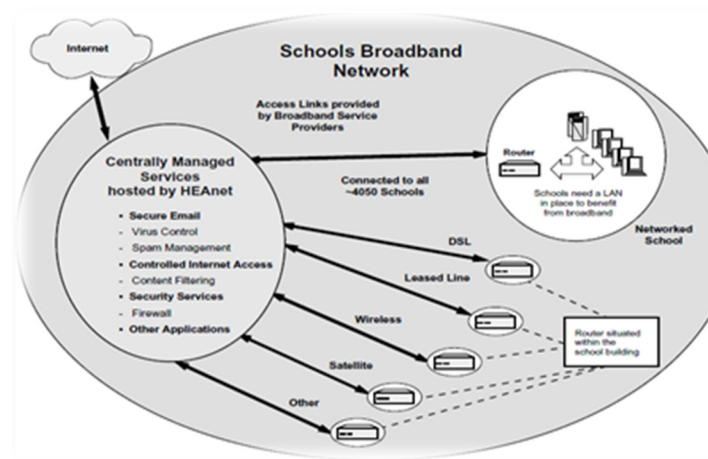 Internet
Schools Broadband
Network
Access Links provided
by Broadband Service
Providers
Centrally Managed
Services
hosted by HEAnet
▪ Secure Email
- Virus Control
- Spam Management
▪ Controlled Internet Access
- Content Filtering
▪ Security Services
- Firewall
▪ Other Applications
Connected to all
~4050 Schools
Router
Schools need a LAN
in place to benefit
from broadband
Networked
School
DSL
Leased Line
Wireless
Satellite
Other
Router situated
within the
school building